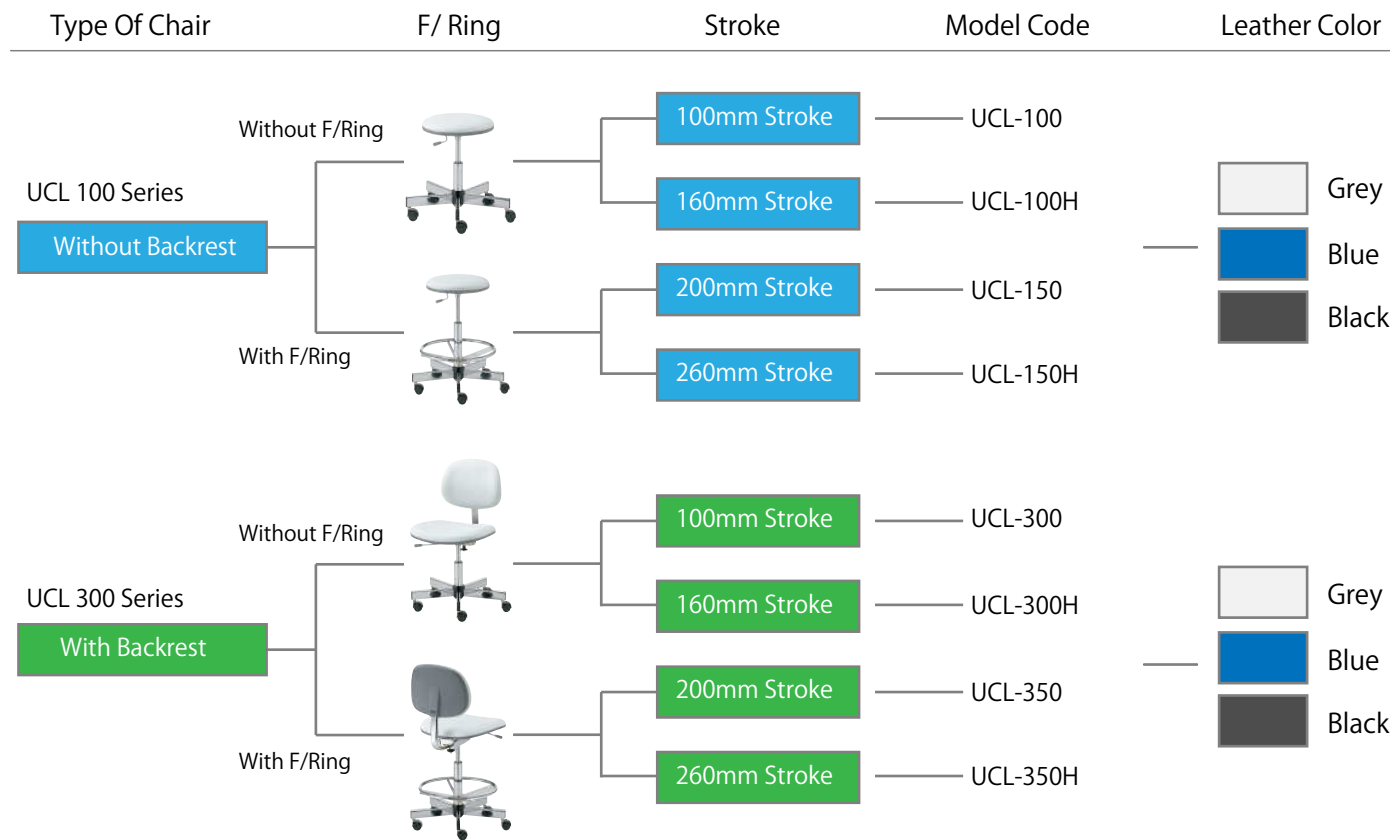 Type Of Chair F/ Ring Stroke Model Code Leather Color
Without F/Ring
100mm Stroke UCL-100
UCL 100 Series
160mm Stroke UCL-100H
Grey
Without Backrest
Blue
200mm Stroke UCL-150
Black
With F/Ring
260mm Stroke UCL-150H
Without F/Ring
100mm Stroke UCL-300
UCL 300 Series
160mm Stroke UCL-300H
Grey
With Backrest
Blue
200mm Stroke UCL-350
Black
With F/Ring
260mm Stroke UCL-350H